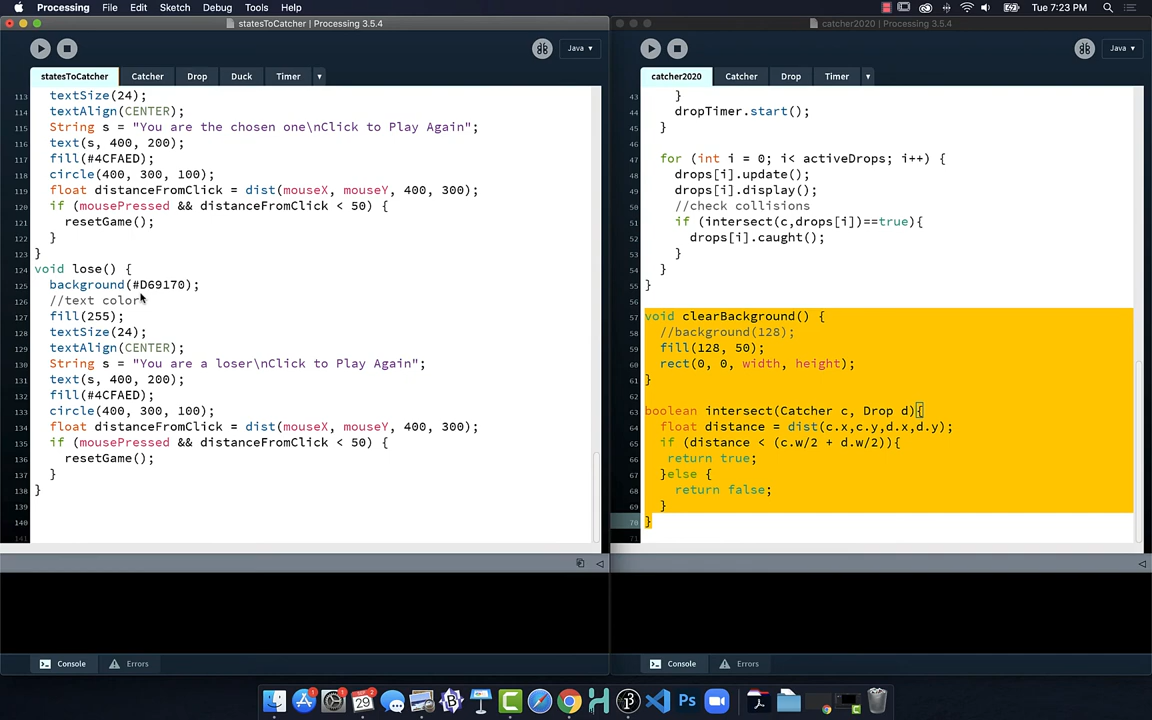 Processing File Edit Sketch Debug Tools Help Tue 7:23 PM
statesToCatcher | Processing 3.5.4
Java ▾
statesToCatcher Catcher Drop Duck Timer ▾
113 textSize(24);
114 textAlign(CENTER);
115 String s = "You are the chosen one\nClick to Play Again";
116 text(s, 400, 200);
117 fill(#4CFAED);
118 circle(400, 300, 100);
119 float distanceFromClick = dist(mouseX, mouseY, 400, 300);
120 if (mousePressed && distanceFromClick < 50) {
121 resetGame();
122 }
123 }
124 void lose() {
125 background(#D69170);
126 //text color
127 fill(255);
128 textSize(24);
129 textAlign(CENTER);
130 String s = "You are a loser\nClick to Play Again";
131 text(s, 400, 200);
132 fill(#4CFAED);
133 circle(400, 300, 100);
134 float distanceFromClick = dist(mouseX, mouseY, 400, 300);
135 if (mousePressed && distanceFromClick < 50) {
136 resetGame();
137 }
138 }
139
140
141
Console Errors
catcher2020 | Processing 3.5.4
Java ▾
catcher2020 Catcher Drop Timer ▾
43 }
44 dropTimer.start();
45 }
46
47 for (int i = 0; i< activeDrops; i++) {
48 drops[i].update();
49 drops[i].display();
50 //check collisions
51 if (intersect(c,drops[i])==true){
52 drops[i].caught();
53 }
54 }
55 }
56
57 void clearBackground() {
58 //background(128);
59 fill(128, 50);
60 rect(0, 0, width, height);
61 }
62
63 boolean intersect(Catcher c, Drop d){
64 float distance = dist(c.x,c.y,d.x,d.y);
65 if (distance < (c.w/2 + d.w/2)){
66 return true;
67 }else {
68 return false;
69 }
70 }
71
Console Errors
29
Ps